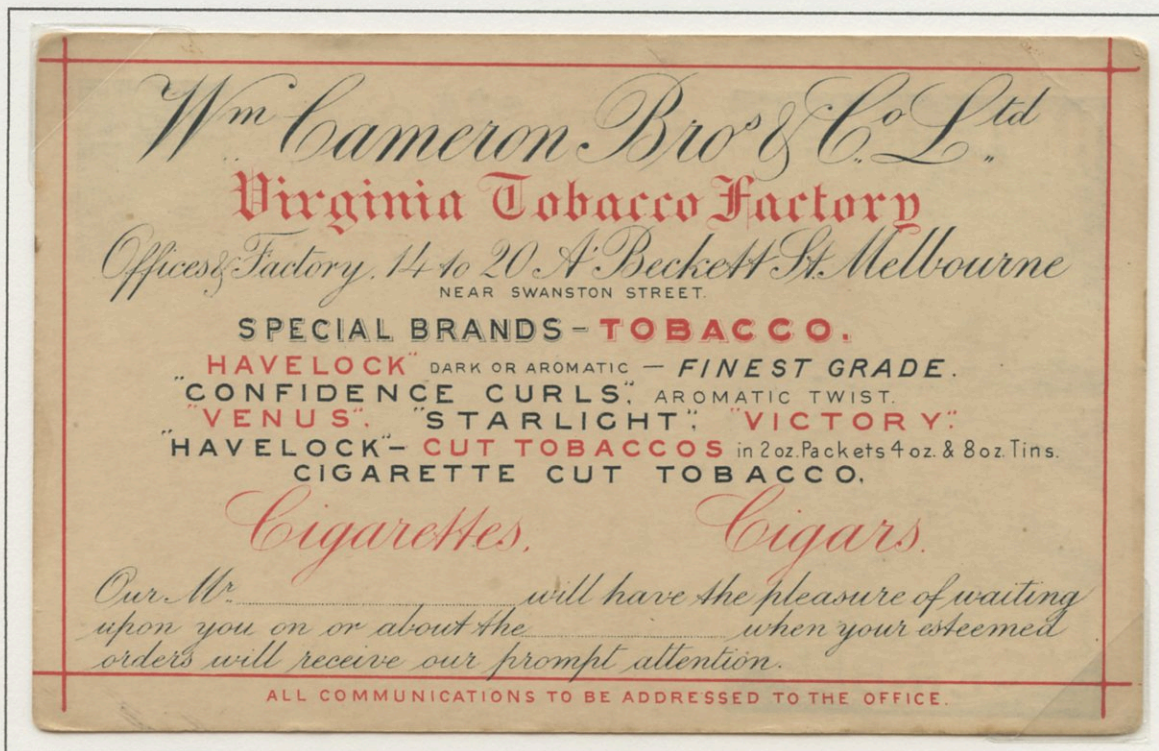 Wm Cameron Bros & Co. Ltd
Virginia Tobacco Factory
Offices & Factory, 14 to 20 A'Beckett St. Melbourne
NEAR SWANSTON STREET.
SPECIAL BRANDS – TOBACCO.
HAVELOCK" DARK OR AROMATIC — FINEST GRADE.
"CONFIDENCE CURLS", AROMATIC TWIST.
"VENUS". "STARLIGHT". "VICTORY".
"HAVELOCK" – CUT TOBACCOS in 2 oz. Packets 4 oz. & 8 oz. Tins.
CIGARETTE CUT TOBACCO.
Cigarettes. Cigars.
Our Mr. will have the pleasure of waiting
upon you on or about the when your esteemed
orders will receive our prompt attention.
ALL COMMUNICATIONS TO BE ADDRESSED TO THE OFFICE.